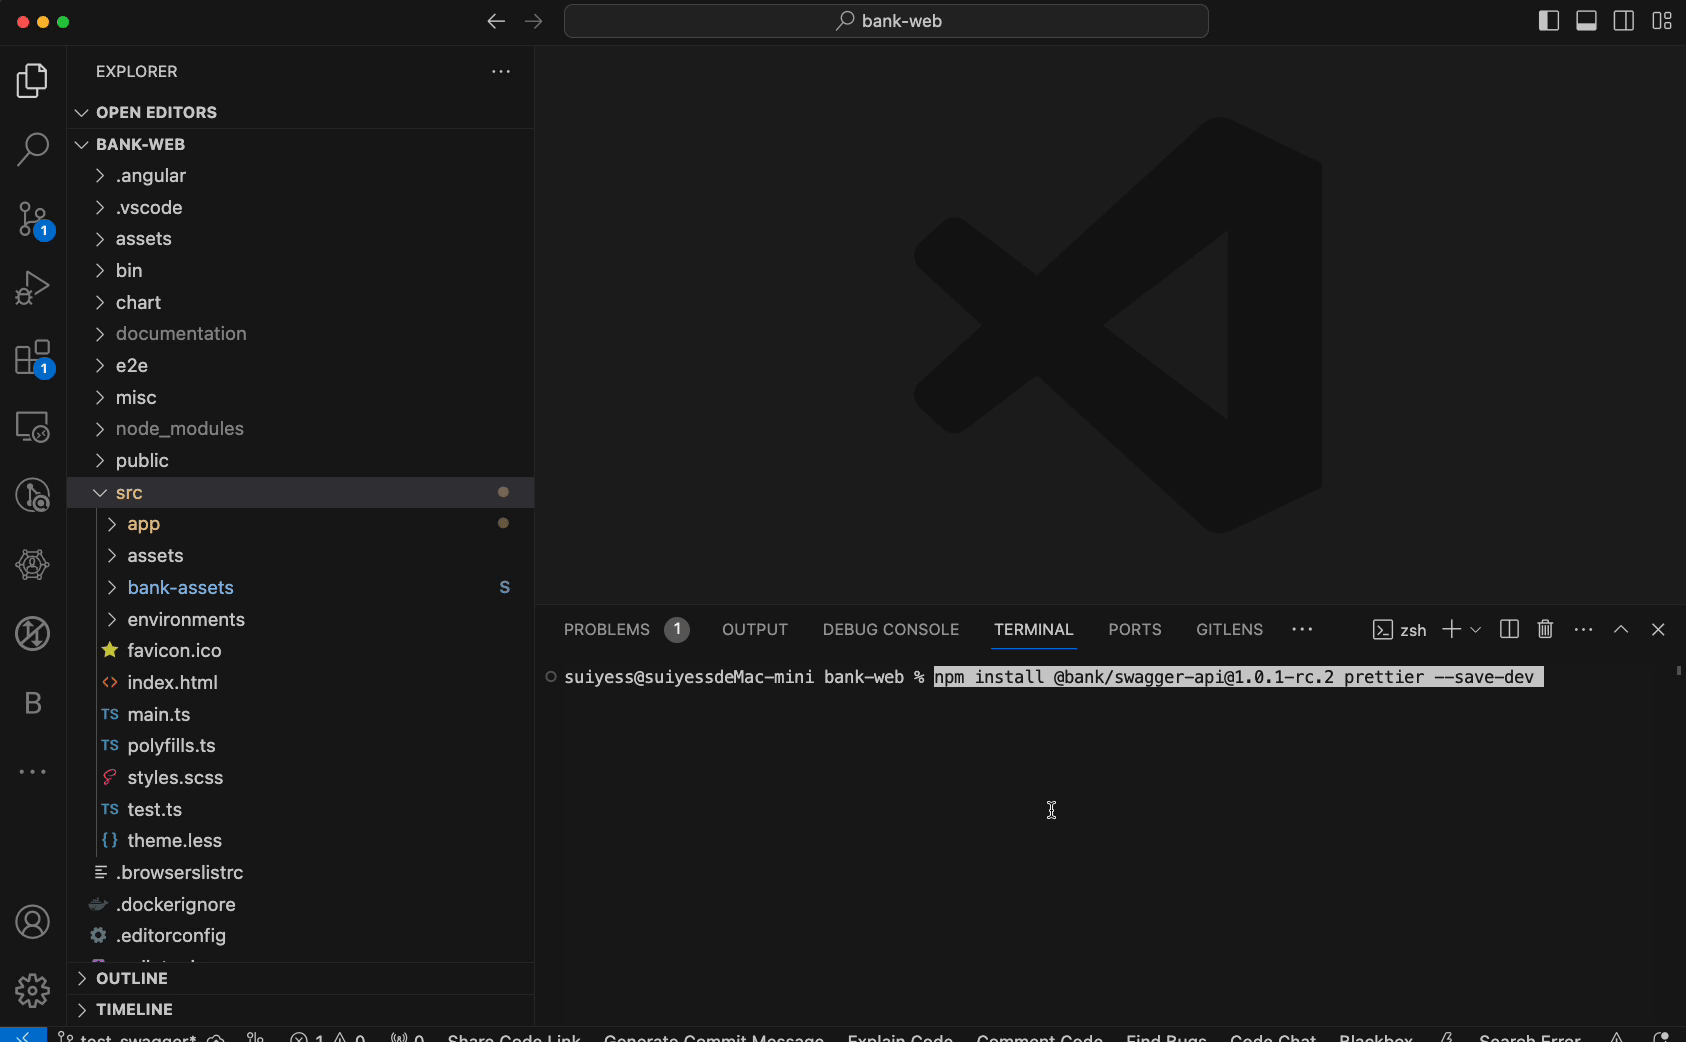 bank-web
EXPLORER
OPEN EDITORS
BANK-WEB
.angular
.vscode
assets
bin
chart
documentation
e2e
misc
node_modules
public
src
app
assets
bank-assets S
environments
favicon.ico
<> index.html
TS main.ts
TS polyfills.ts
styles.scss
TS test.ts
{} theme.less
.browserslistrc
.dockerignore
.editorconfig
OUTLINE
TIMELINE
1
1
B
PROBLEMS 1 OUTPUT DEBUG CONSOLE TERMINAL PORTS GITLENS zsh
suiyess@suiyessdeMac-mini bank-web % npm install @bank/swagger-api@1.0.1-rc.2 prettier --save-dev
test_swagger* 1 0 0 Share Code Link Generate Commit Message Explain Code Comment Code Find Bugs Code Chat Blackbox Search Error